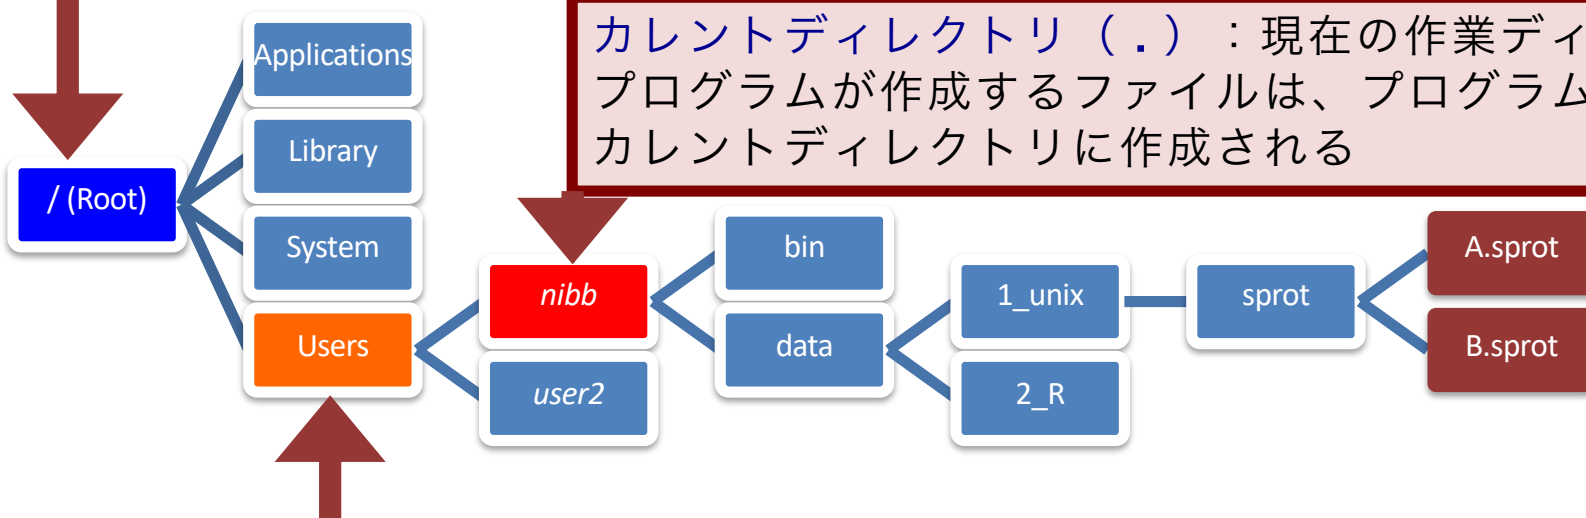 カレントディレクトリ（.）：現在の作業ディ
プログラムが作成するファイルは、プログラム
カレントディレクトリに作成される
/ (Root)
Applications
Library
System
Users
nibb
user2
bin
data
1_unix
2_R
sprot
A.sprot
B.sprot